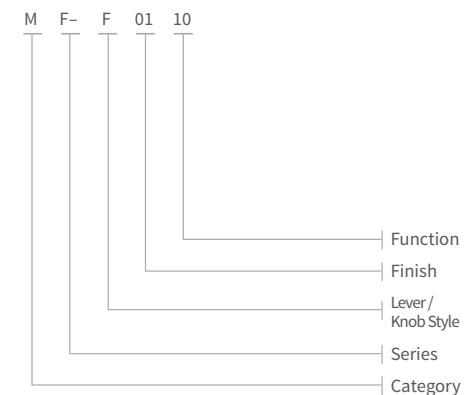 M F– F 01 10
Function
Finish
Lever /
Knob Style
Series
Category